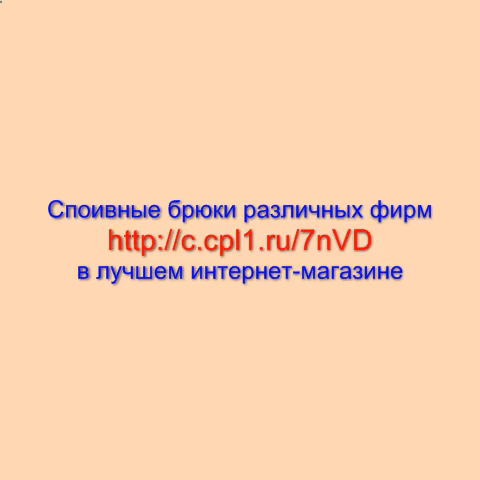 Споивные брюки различных фирм
http://c.cpl1.ru/7nVD
в лучшем интернет-магазине